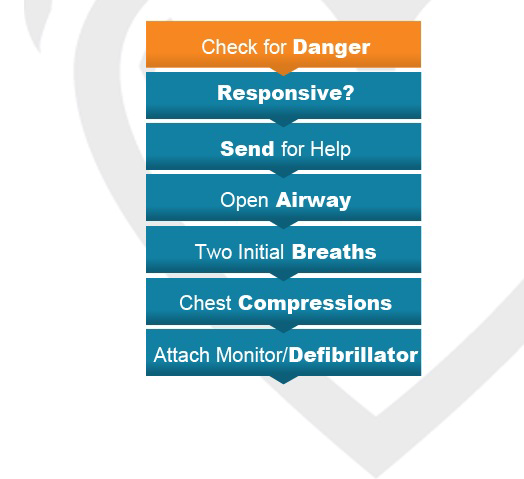 Check for Danger
Responsive?
Send for Help
Open Airway
Two Initial Breaths
Chest Compressions
Attach Monitor/Defibrillator